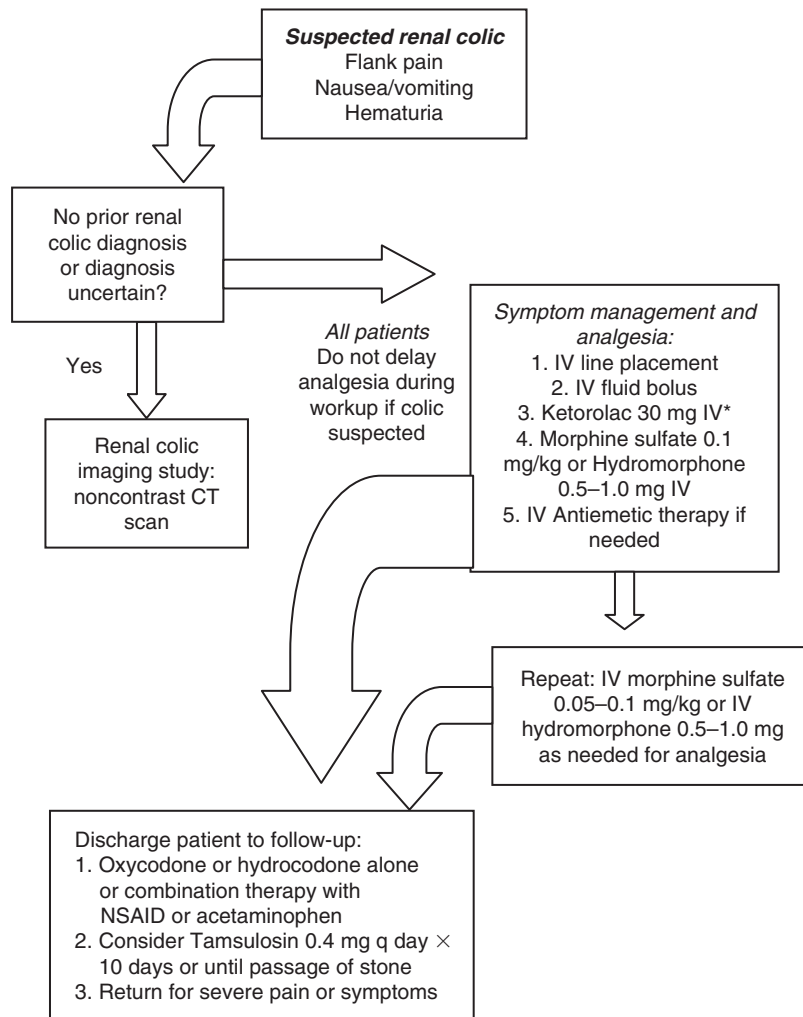 Suspected renal colic
Flank pain
Nausea/vomiting
Hematuria
No prior renal
colic diagnosis
or diagnosis
uncertain?
Yes
Renal colic
imaging study:
noncontrast CT
scan
All patients
Do not delay
analgesia during
workup if colic
suspected
Symptom management and
analgesia:
1. IV line placement
2. IV fluid bolus
3. Ketorolac 30 mg IV*
4. Morphine sulfate 0.1
mg/kg or Hydromorphone
0.5–1.0 mg IV
5. IV Antiemetic therapy if
needed
Repeat: IV morphine sulfate
0.05–0.1 mg/kg or IV
hydromorphone 0.5–1.0 mg
as needed for analgesia
Discharge patient to follow-up:
1. Oxycodone or hydrocodone alone
or combination therapy with
NSAID or acetaminophen
2. Consider Tamsulosin 0.4 mg q day ×
10 days or until passage of stone
3. Return for severe pain or symptoms